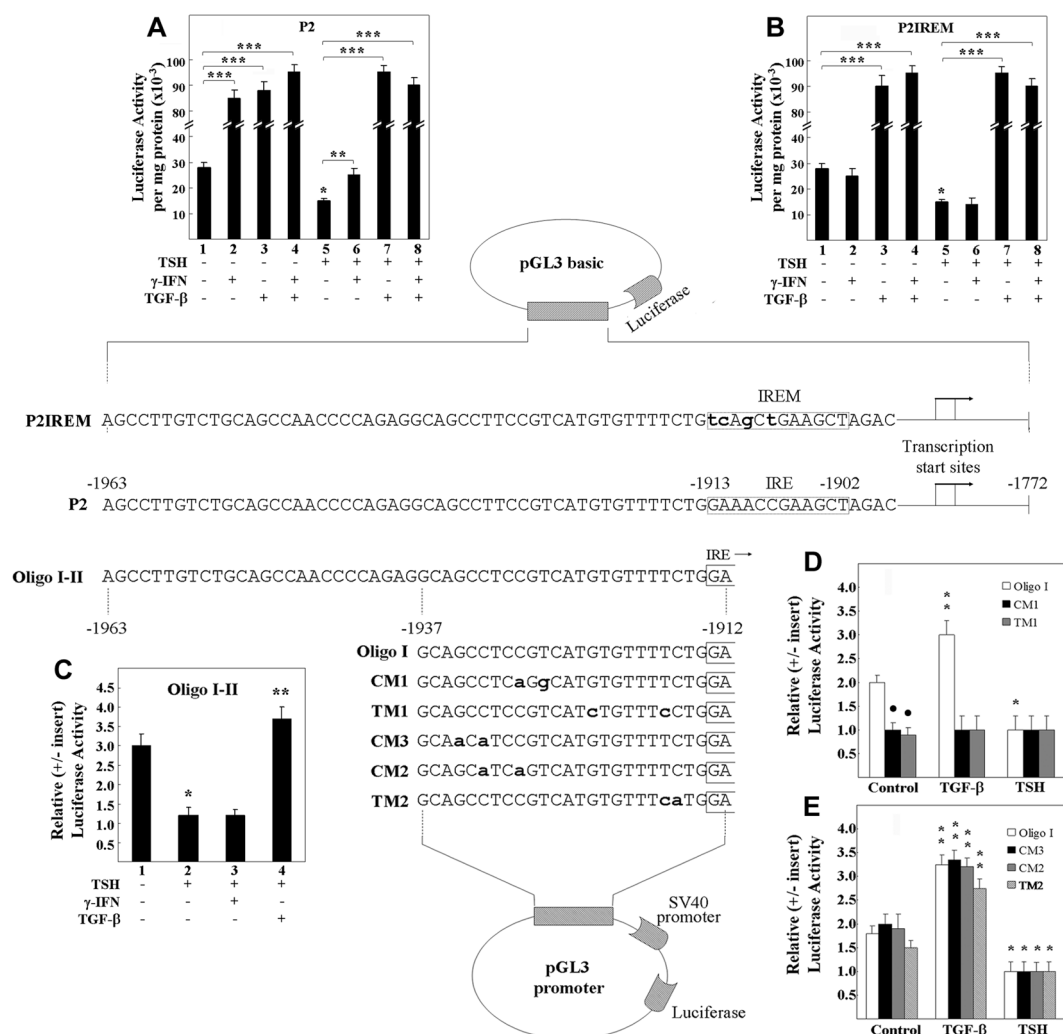 A
P2
Luciferase Activity
per mg protein (x10⁻³)
100
90
80
40
30
20
10
***
***
***
***
***
*
**
1 2 3 4 5 6 7 8
TSH - - - - + + + +
γ-IFN - + - + - + - +
TGF-β - - + + - - + +
B
P2IREM
Luciferase Activity
per mg protein (x10⁻³)
100
90
80
40
30
20
10
***
***
***
***
*
1 2 3 4 5 6 7 8
TSH - - - - + + + +
γ-IFN - + - + - + - +
TGF-β - - + + - - + +
pGL3 basic
Luciferase
IREM
P2IREM AGCCTTGTCTGCAGCCAACCCCAGAGGCAGCCTTCCGTCATGTGTTTTCTGtcAgCtGAAGCTAGAC
Transcription
start sites
-1963 -1913 IRE -1902 -1772
P2 AGCCTTGTCTGCAGCCAACCCCAGAGGCAGCCTTCCGTCATGTGTTTTCTGGAAACCGAAGCTAGAC
IRE →
Oligo I-II AGCCTTGTCTGCAGCCAACCCCAGAGGCAGCCTCCGTCATGTGTTTTCTGGA
-1963 -1937 -1912
Oligo I GCAGCCTCCGTCATGTGTTTTCTGGA
CM1 GCAGCCTCaGgCATGTGTTTTCTGGA
TM1 GCAGCCTCCGTCATGTcTGTTTcCTGGA
CM3 GCAaCaTCCGTCATGTGTTTTCTGGA
CM2 GCAGCaTCaGTCATGTGTTTTCTGGA
TM2 GCAGCCTCCGTCATGTGTTTTcaTGGA
C
Oligo I-II
Relative (+/- insert)
Luciferase Activity
4.5
4.0
3.5
3.0
2.5
2.0
1.5
1.0
0.5
*
**
1 2 3 4
TSH - + + +
γ-IFN - - + -
TGF-β - - - +
SV40
promoter
pGL3
promoter
Luciferase
D
Relative (+/- insert)
Luciferase Activity
4.0
3.5
3.0
2.5
2.0
1.5
1.0
0.5
Oligo I
CM1
TM1
• •
* *
*
Control TGF-β TSH
E
Relative (+/- insert)
Luciferase Activity
4.0
3.5
3.0
2.5
2.0
1.5
1.0
0.5
Oligo I
CM3
CM2
TM2
* * * *
* * * *
* * * *
Control TGF-β TSH